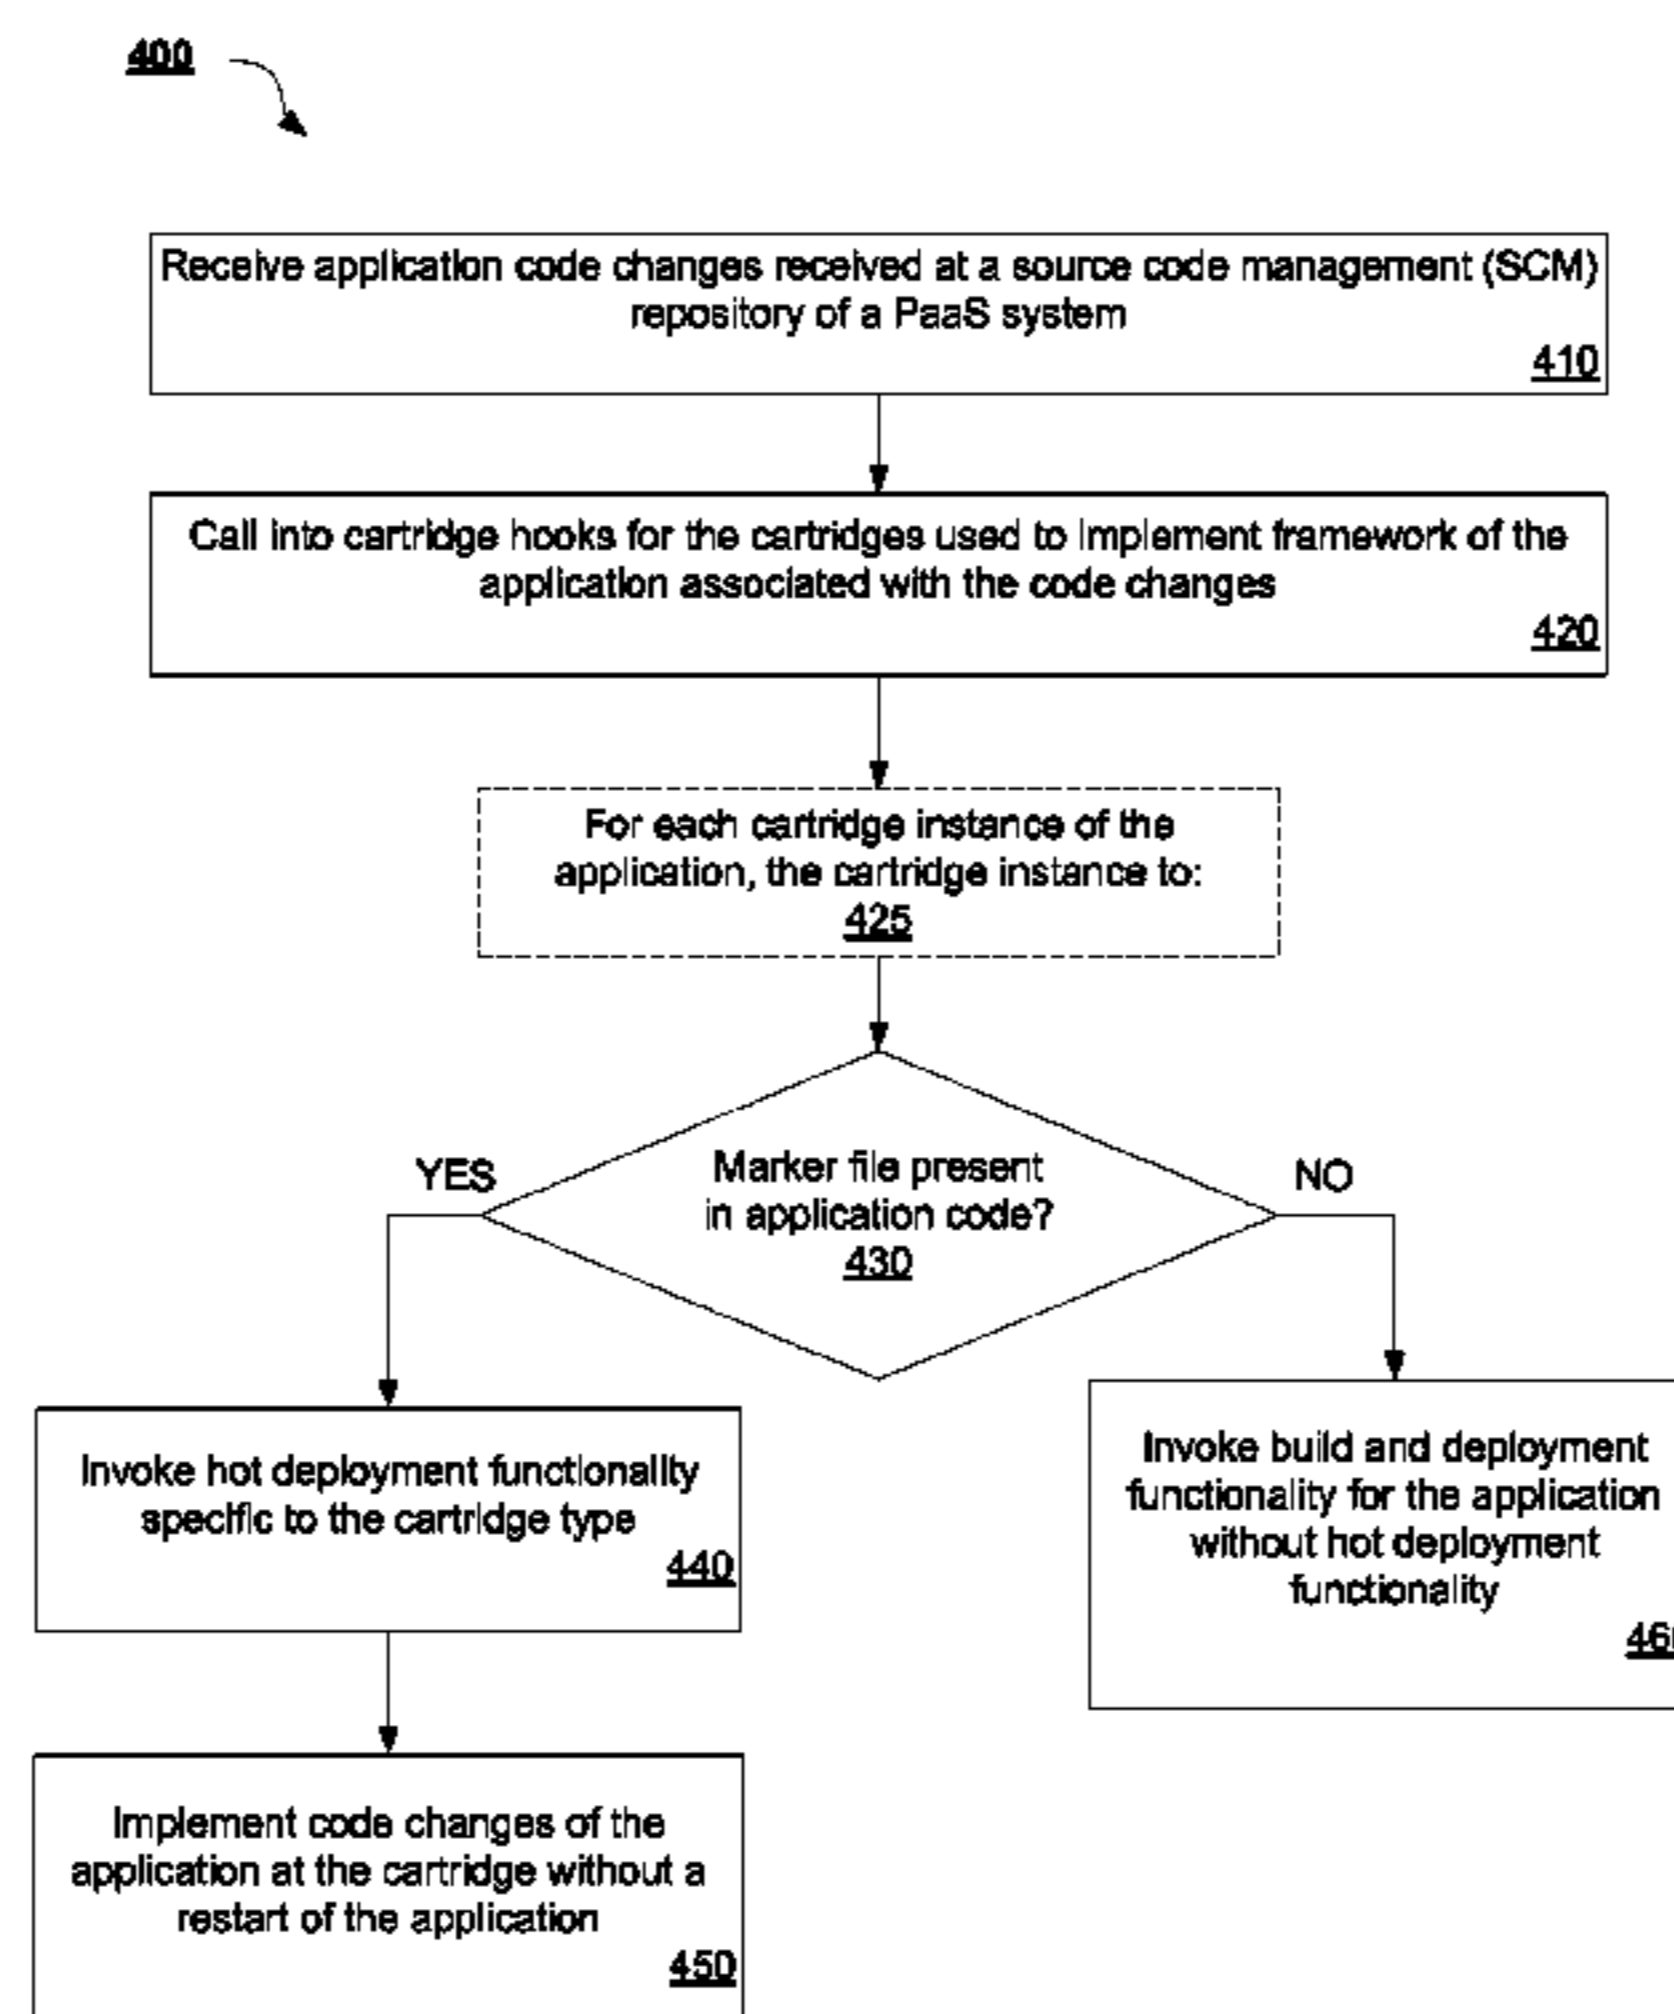 400
Receive application code changes received at a source code management (SCM)
repository of a PaaS system
410
Call into cartridge hooks for the cartridges used to implement framework of the
application associated with the code changes
420
For each cartridge instance of the
application, the cartridge instance to:
425
Marker file present
in application code?
430
YES
NO
Invoke hot deployment functionality
specific to the cartridge type
440
Invoke build and deployment
functionality for the application
without hot deployment
functionality
Implement code changes of the
application at the cartridge without a
restart of the application
450